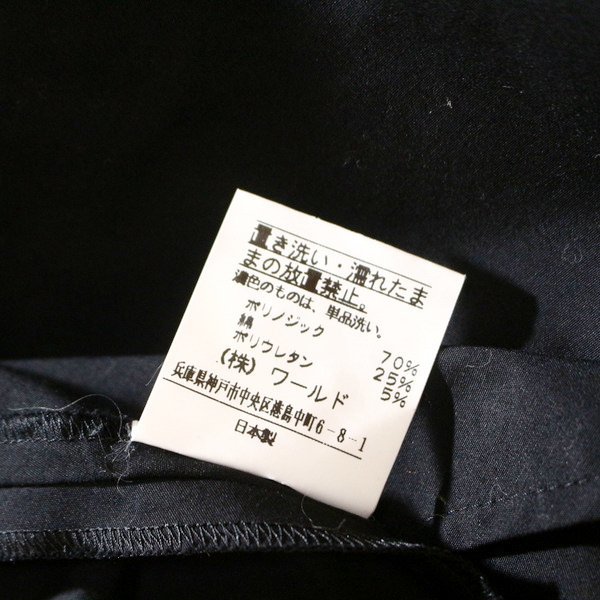 置き洗い・濡れたま
まの放置禁止。
濃色のものは、単品洗い。
ポリノジック 70%
綿 25%
ポリウレタン 5%
(株) ワールド
兵庫県神戸市中央区港島中町6-8-1
日本製